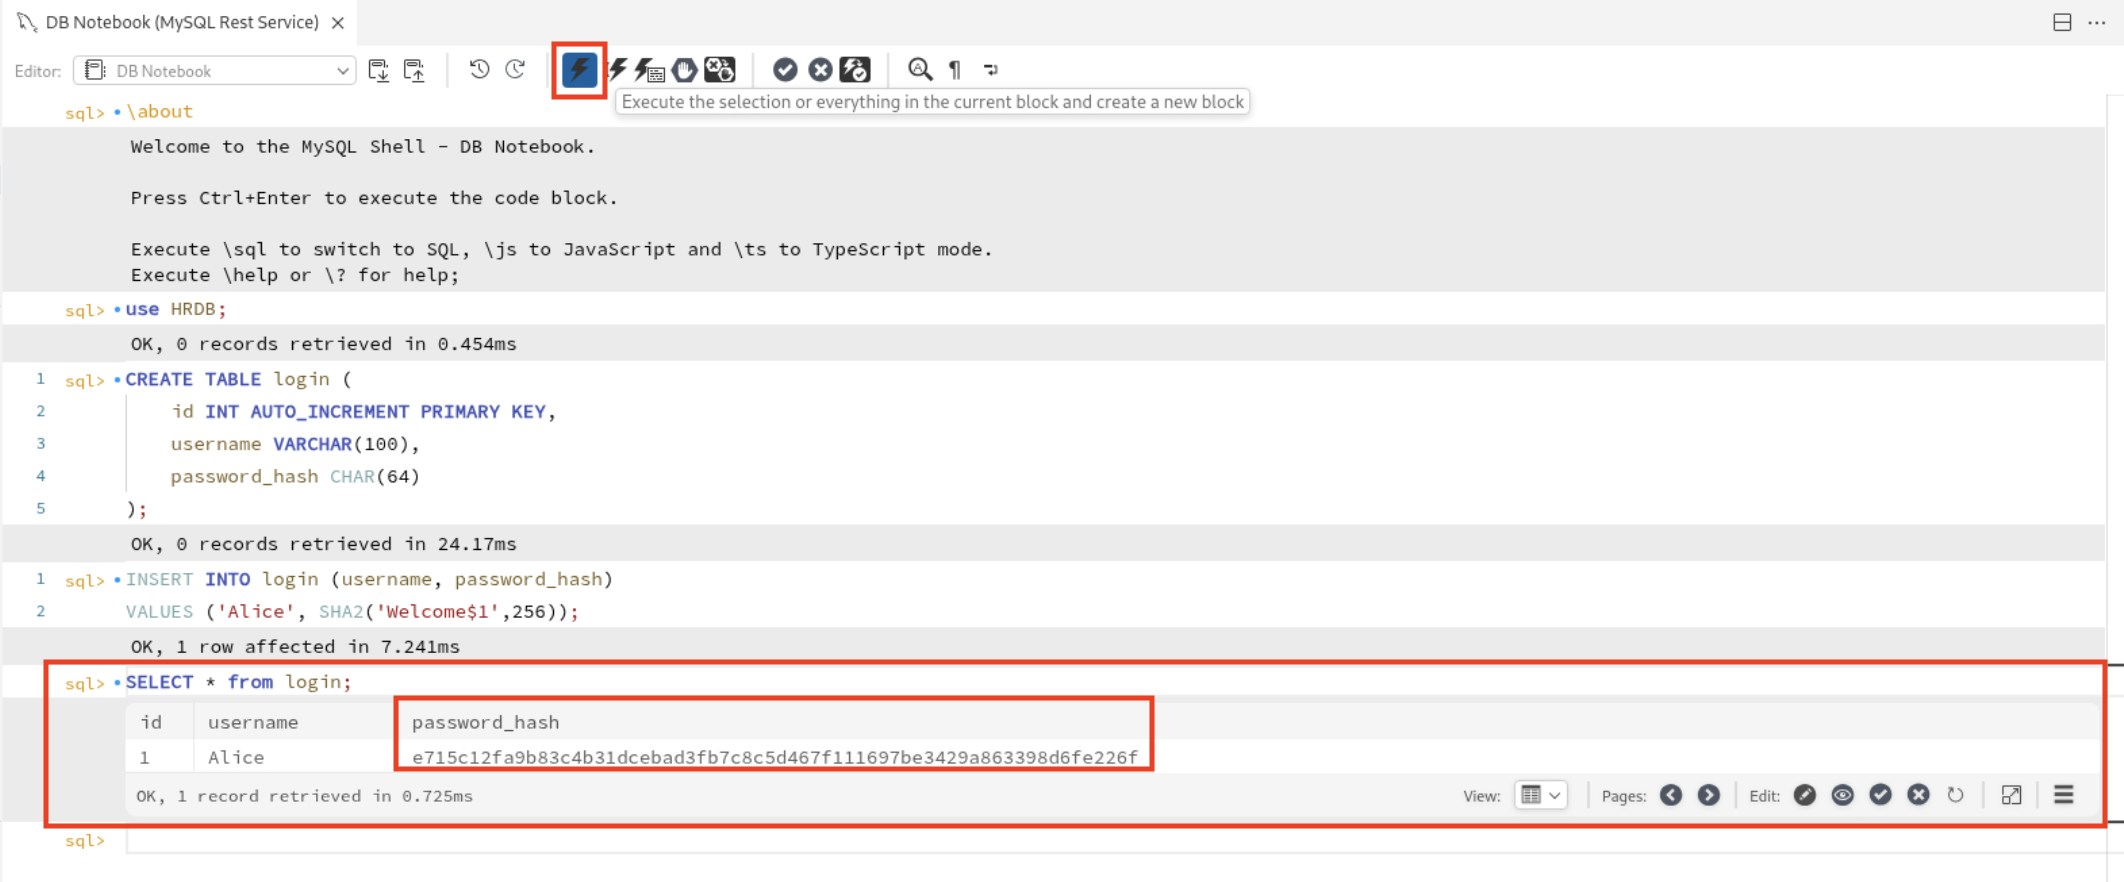 DB Notebook (MySQL Rest Service)
Editor: DB Notebook
Execute the selection or everything in the current block and create a new block
sql> \about
Welcome to the MySQL Shell - DB Notebook.
Press Ctrl+Enter to execute the code block.
Execute \sql to switch to SQL, \js to JavaScript and \ts to TypeScript mode.
Execute \help or \? for help;
sql> use HRDB;
OK, 0 records retrieved in 0.454ms
1 sql> CREATE TABLE login (
2 id INT AUTO_INCREMENT PRIMARY KEY,
3 username VARCHAR(100),
4 password_hash CHAR(64)
5 );
OK, 0 records retrieved in 24.17ms
1 sql> INSERT INTO login (username, password_hash)
2 VALUES ('Alice', SHA2('Welcome$1',256));
OK, 1 row affected in 7.241ms
sql> SELECT * from login;
id username password_hash
1 Alice e715c12fa9b83c4b31dcebad3fb7c8c5d467f111697be3429a863398d6fe226f
OK, 1 record retrieved in 0.725ms View: Pages: Edit:
sql>